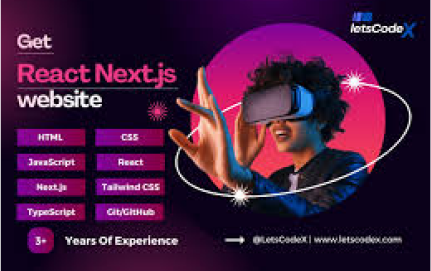 letsCodeX
Get
React Next.js
website
HTML
CSS
JavaScript
React
Next.js
Tailwind CSS
TypeScript
Git/GitHub
3+
Years Of Experience
@LetsCodeX | www.letscodex.com